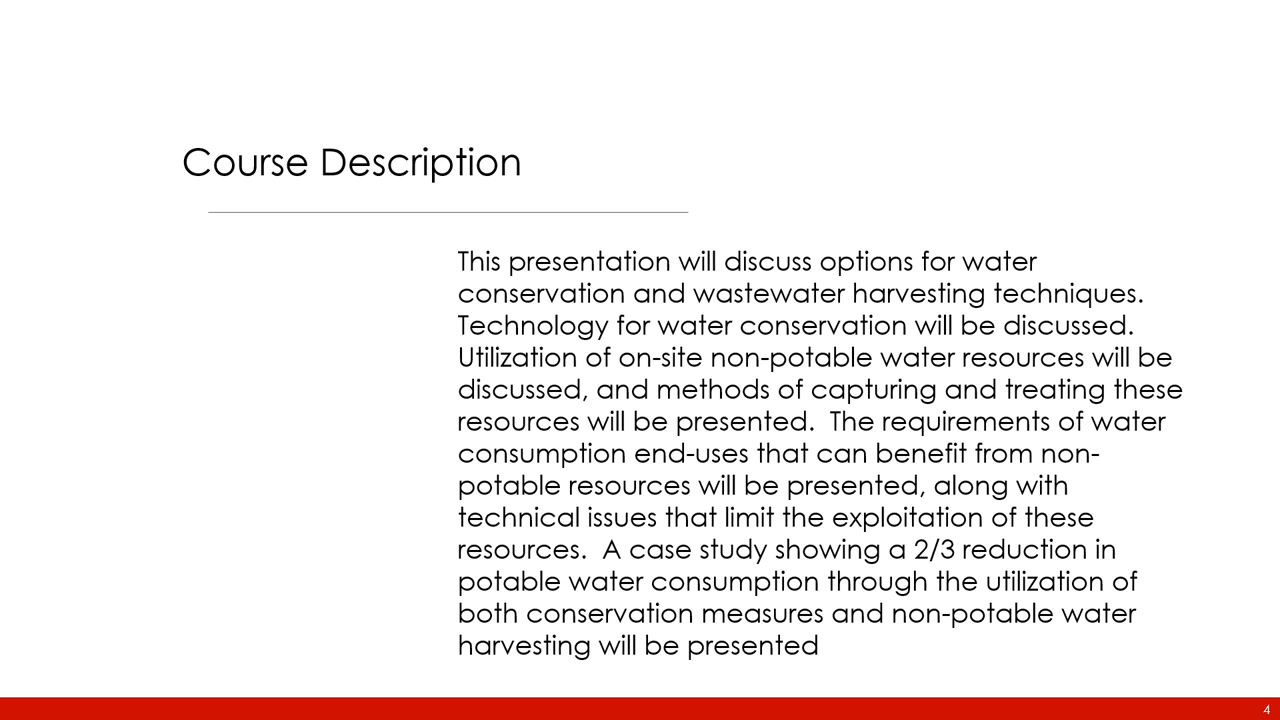 Course Description
This presentation will discuss options for water
conservation and wastewater harvesting techniques.
Technology for water conservation will be discussed.
Utilization of on-site non-potable water resources will be
discussed, and methods of capturing and treating these
resources will be presented.  The requirements of water
consumption end-uses that can benefit from non-
potable resources will be presented, along with
technical issues that limit the exploitation of these
resources.  A case study showing a 2/3 reduction in
potable water consumption through the utilization of
both conservation measures and non-potable water
harvesting will be presented
4